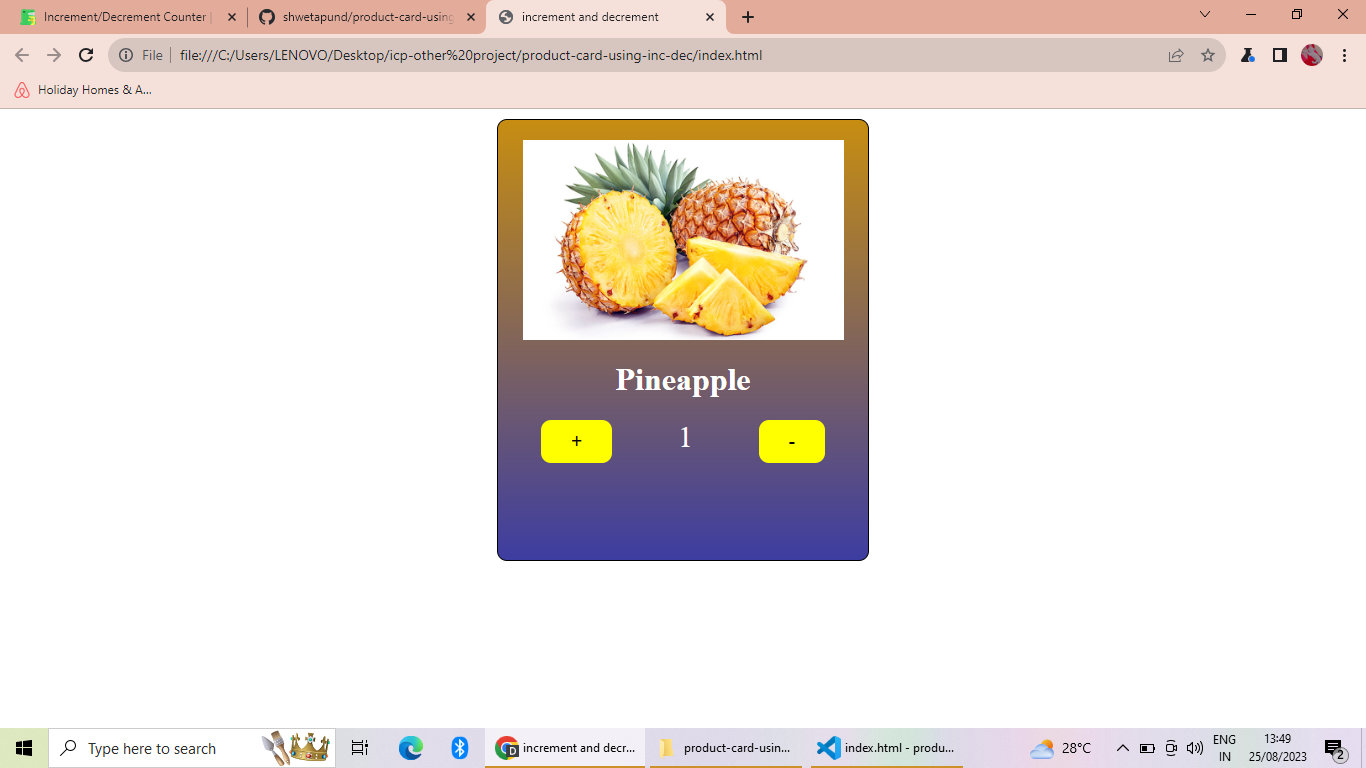 Increment/Decrement Counter |
shwetapund/product-card-using
increment and decrement
File
file:///C:/Users/LENOVO/Desktop/icp-other%20project/product-card-using-inc-dec/index.html
Holiday Homes & A...
Pineapple
+ 1 -
Type here to search
D
increment and decr...
product-card-usin...
index.html - produ...
28°C
ENG
IN
13:49
25/08/2023
2